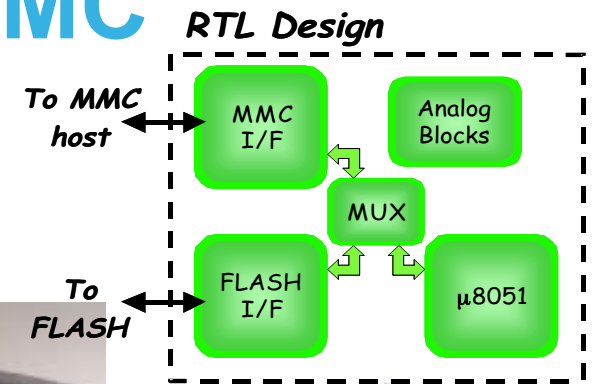 MC
RTL Design
To MMC
host
MMC
I/F
Analog
Blocks
MUX
To
FLASH
FLASH
I/F
μ8051